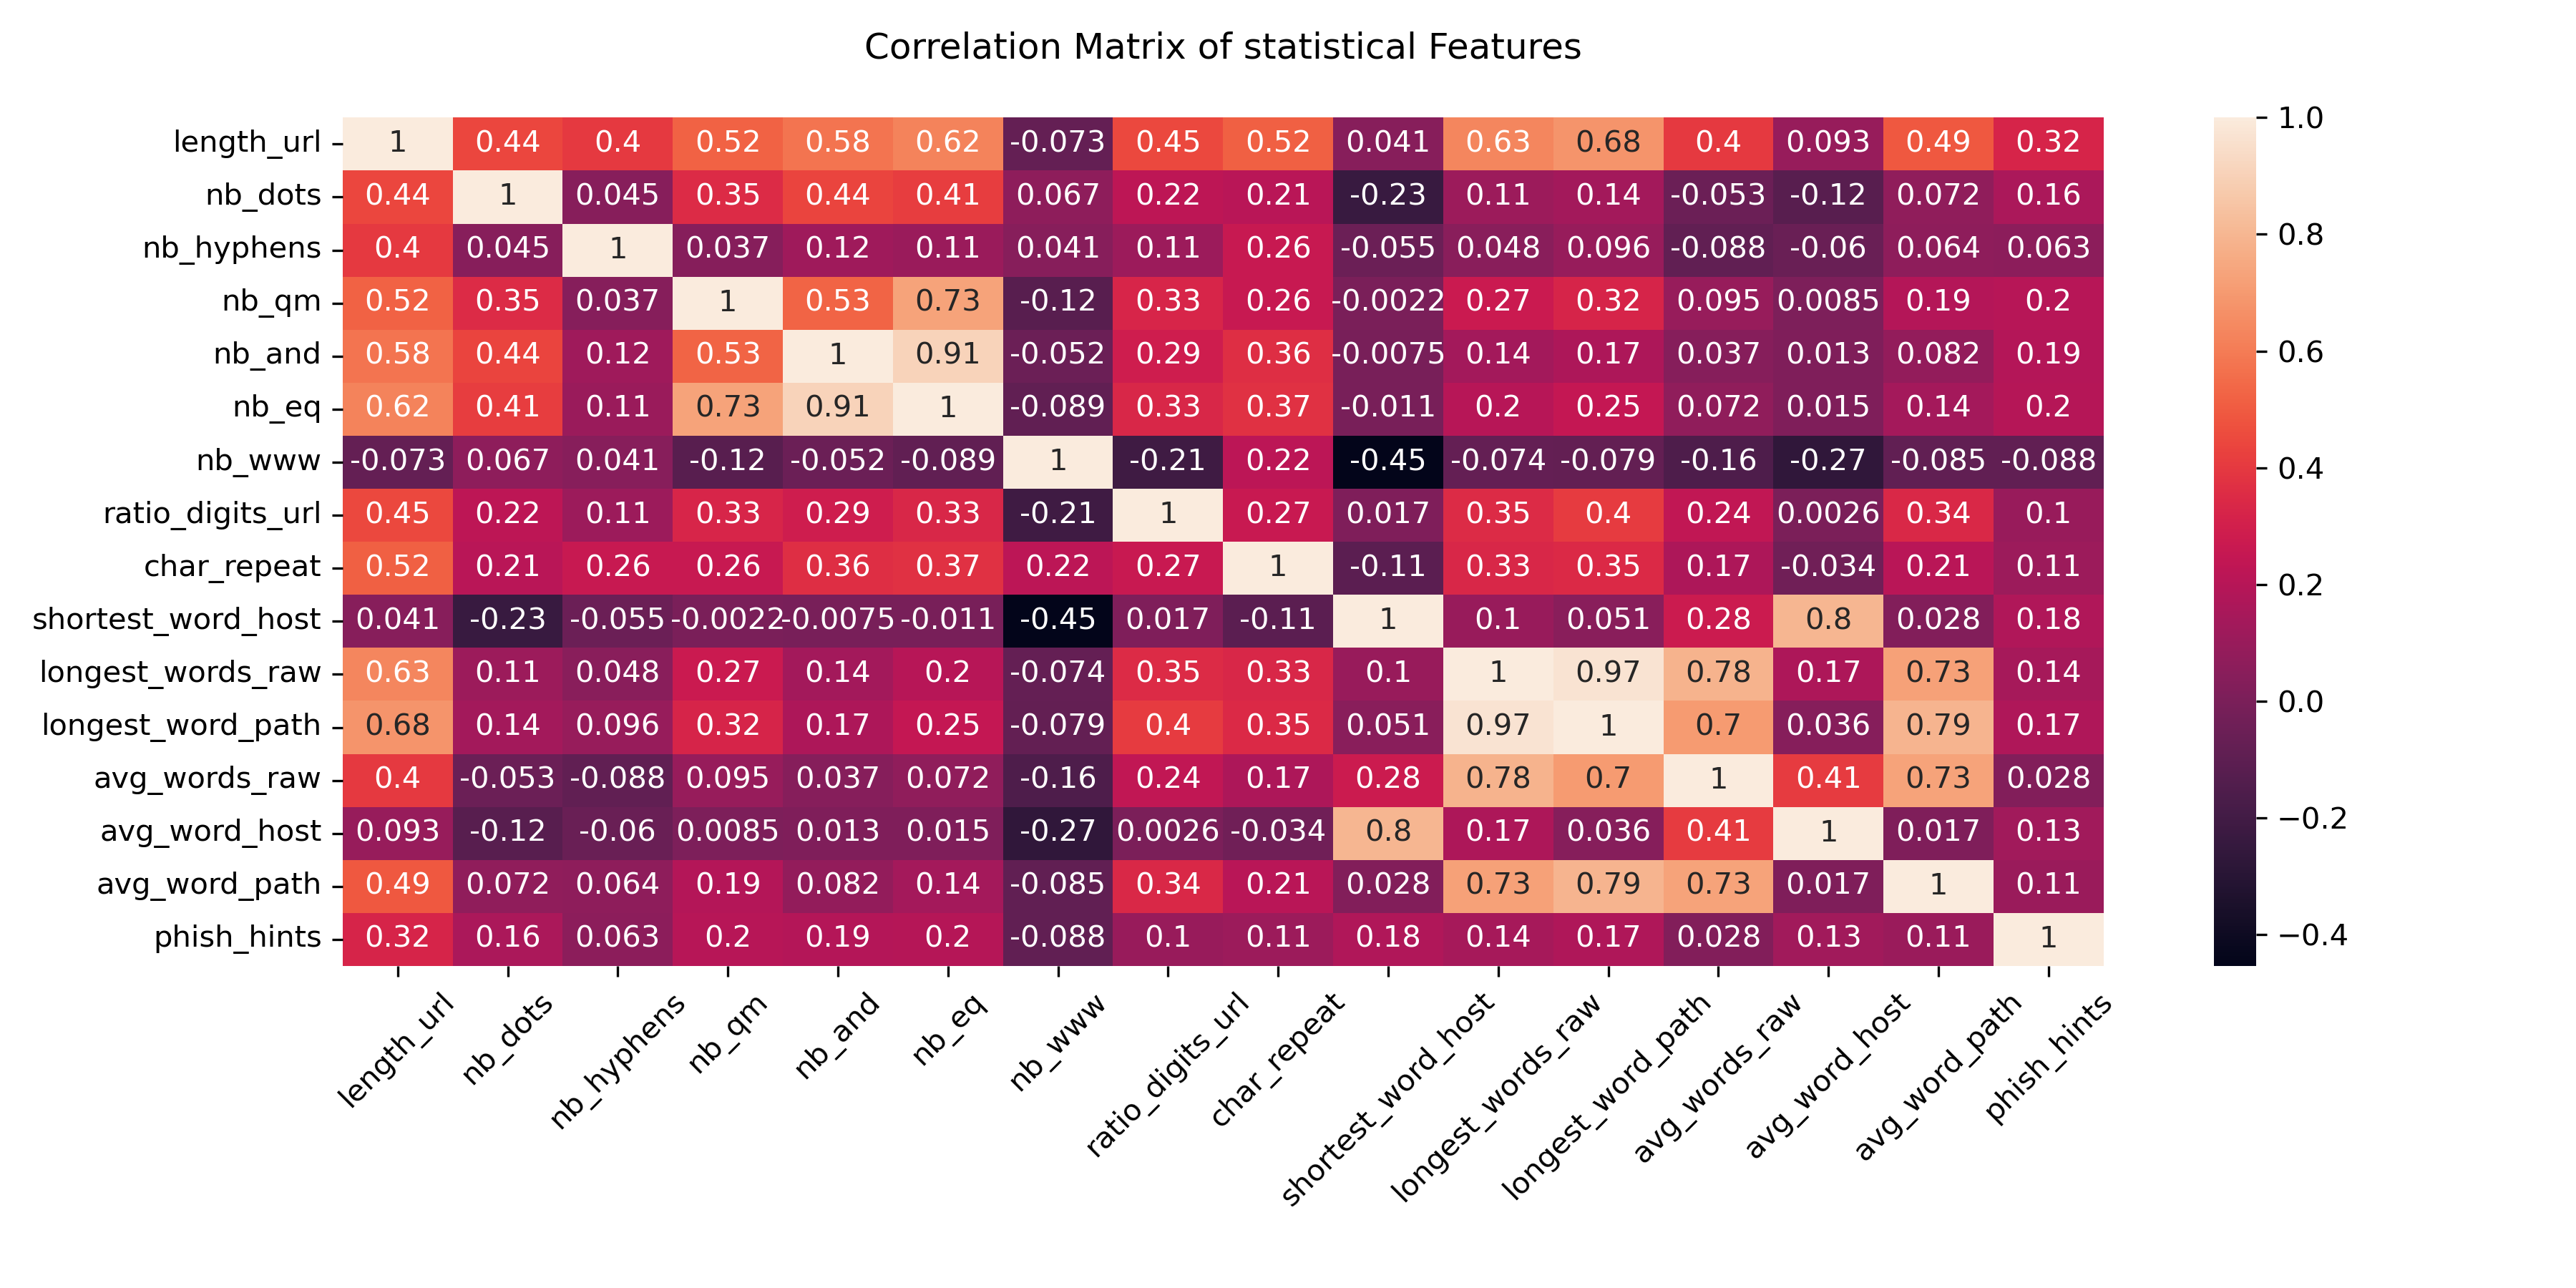 Correlation Matrix of statistical Features
length_url 1 0.44 0.4 0.52 0.58 0.62 -0.073 0.45 0.52 0.041 0.63 0.68 0.4 0.093 0.49 0.32
nb_dots 0.44 1 0.045 0.35 0.44 0.41 0.067 0.22 0.21 -0.23 0.11 0.14 -0.053 -0.12 0.072 0.16
nb_hyphens 0.4 0.045 1 0.037 0.12 0.11 0.041 0.11 0.26 -0.055 0.048 0.096 -0.088 -0.06 0.064 0.063
nb_qm 0.52 0.35 0.037 1 0.53 0.73 -0.12 0.33 0.26 -0.0022 0.27 0.32 0.095 0.0085 0.19 0.2
nb_and 0.58 0.44 0.12 0.53 1 0.91 -0.052 0.29 0.36 -0.0075 0.14 0.17 0.037 0.013 0.082 0.19
nb_eq 0.62 0.41 0.11 0.73 0.91 1 -0.089 0.33 0.37 -0.011 0.2 0.25 0.072 0.015 0.14 0.2
nb_www -0.073 0.067 0.041 -0.12 -0.052 -0.089 1 -0.21 0.22 -0.45 -0.074 -0.079 -0.16 -0.27 -0.085 -0.088
ratio_digits_url 0.45 0.22 0.11 0.33 0.29 0.33 -0.21 1 0.27 0.017 0.35 0.4 0.24 0.0026 0.34 0.1
char_repeat 0.52 0.21 0.26 0.26 0.36 0.37 0.22 0.27 1 -0.11 0.33 0.35 0.17 -0.034 0.21 0.11
shortest_word_host 0.041 -0.23 -0.055 -0.0022 -0.0075 -0.011 -0.45 0.017 -0.11 1 0.1 0.051 0.28 0.8 0.028 0.18
longest_words_raw 0.63 0.11 0.048 0.27 0.14 0.2 -0.074 0.35 0.33 0.1 1 0.97 0.78 0.17 0.73 0.14
longest_word_path 0.68 0.14 0.096 0.32 0.17 0.25 -0.079 0.4 0.35 0.051 0.97 1 0.7 0.036 0.79 0.17
avg_words_raw 0.4 -0.053 -0.088 0.095 0.037 0.072 -0.16 0.24 0.17 0.28 0.78 0.7 1 0.41 0.73 0.028
avg_word_host 0.093 -0.12 -0.06 0.0085 0.013 0.015 -0.27 0.0026 -0.034 0.8 0.17 0.036 0.41 1 0.017 0.13
avg_word_path 0.49 0.072 0.064 0.19 0.082 0.14 -0.085 0.34 0.21 0.028 0.73 0.79 0.73 0.017 1 0.11
phish_hints 0.32 0.16 0.063 0.2 0.19 0.2 -0.088 0.1 0.11 0.18 0.14 0.17 0.028 0.13 0.11 1
length_url nb_dots nb_hyphens nb_qm nb_and nb_eq nb_www ratio_digits_url char_repeat shortest_word_host longest_words_raw longest_word_path avg_words_raw avg_word_host avg_word_path phish_hints
1.0
0.8
0.6
0.4
0.2
0.0
−0.2
−0.4